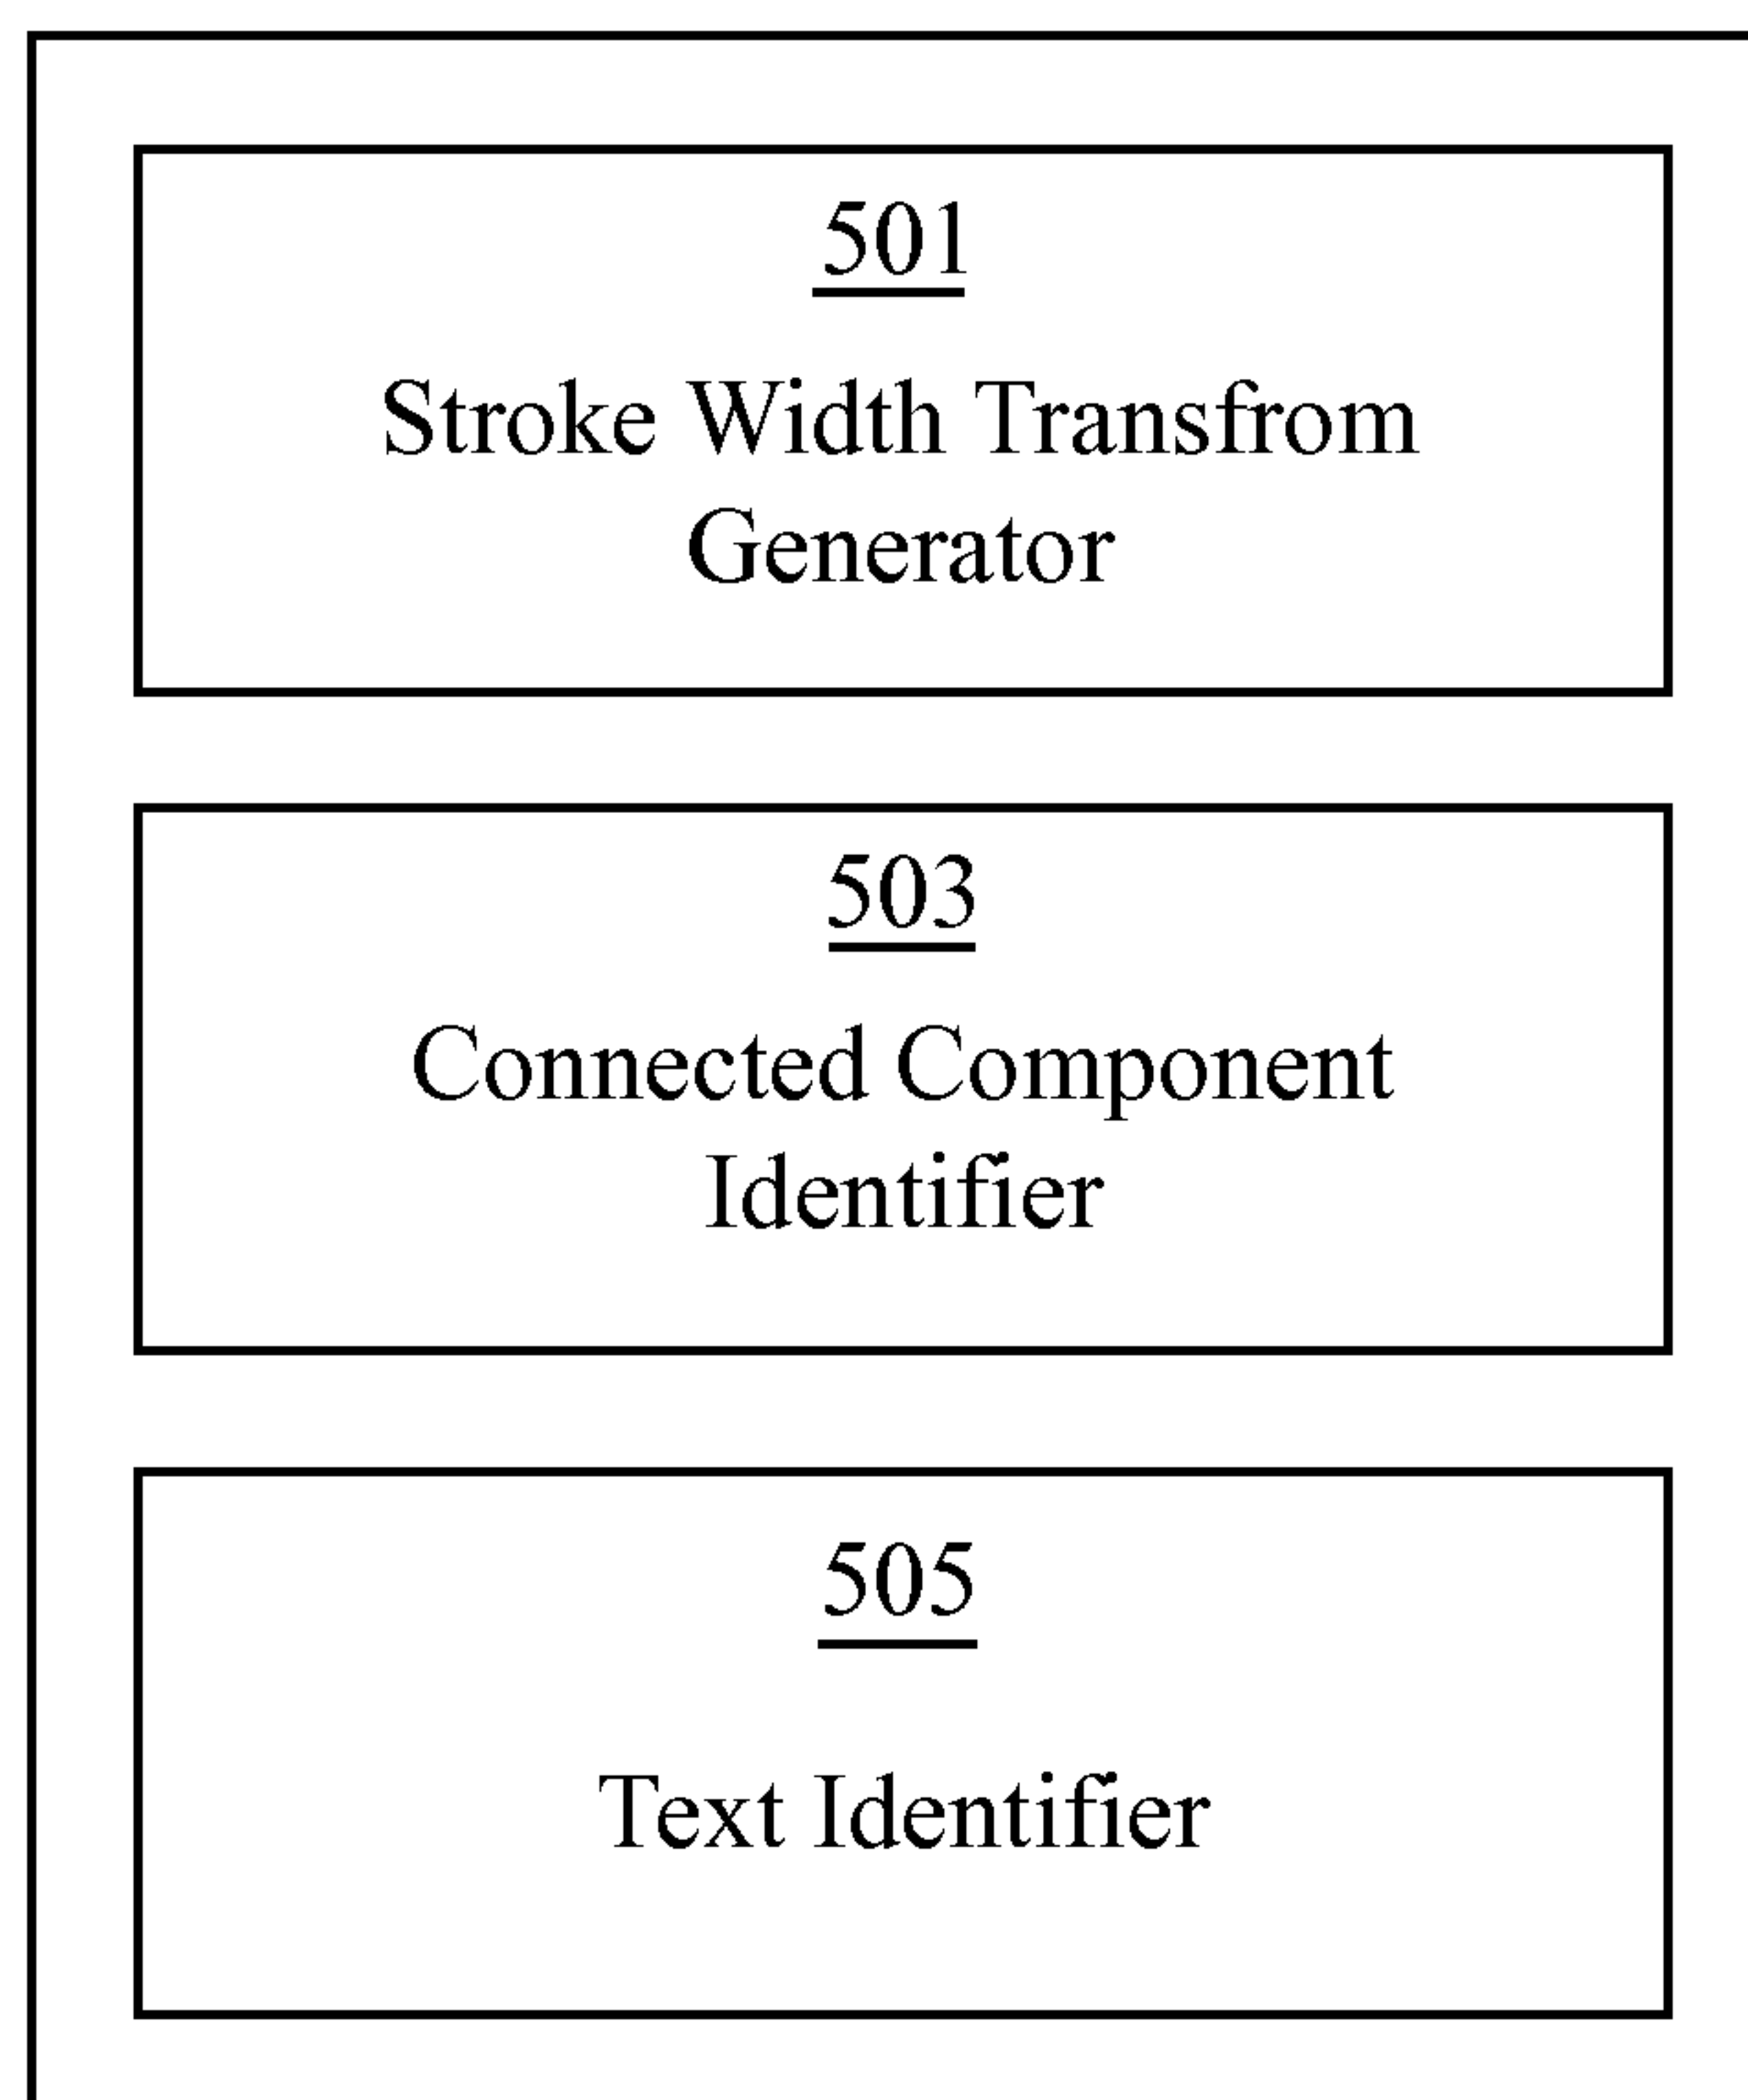 501
Stroke Width Transfrom
Generator
503
Connected Component
Identifier
505
Text Identifier